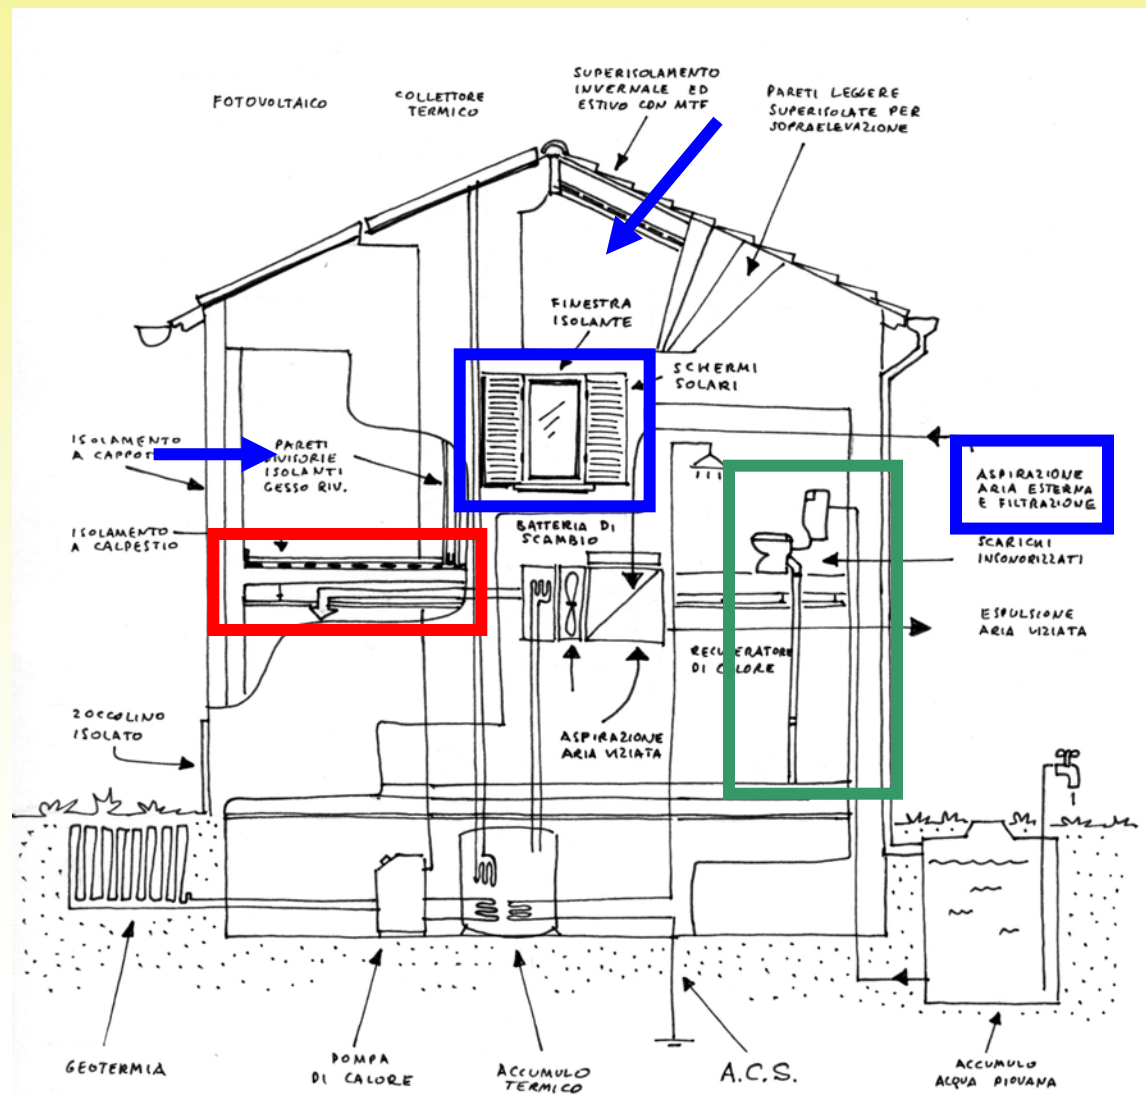 FOTOVOLTAICO
COLLETTORE
TERMICO
SUPERISOLAMENTO
INVERNALE ED
ESTIVO CON MTF
PARETI LEGGERE
SUPERISOLATE PER
SOPRAELEVAZIONE
FINESTRA
ISOLANTE
SCHERMI
SOLARI
ISOLAMENTO
A CAPPOTTO
PARETI
DIVISORIE
ISOLANTI
GESSO RIV.
ISOLAMENTO
A CALPESTIO
BATTERIA DI
SCAMBIO
ASPIRAZIONE
ARIA ESTERNA
E FILTRAZIONE
SCARICHI
INSONORIZZATI
ESPULSIONE
ARIA VIZIATA
RECUPERATORE
DI CALORE
ZOCCOLINO
ISOLATO
ASPIRAZIONE
ARIA VIZIATA
GEOTERMIA
POMPA
DI CALORE
ACCUMULO
TERMICO
A.C.S.
ACCUMULO
ACQUA PIOVANA